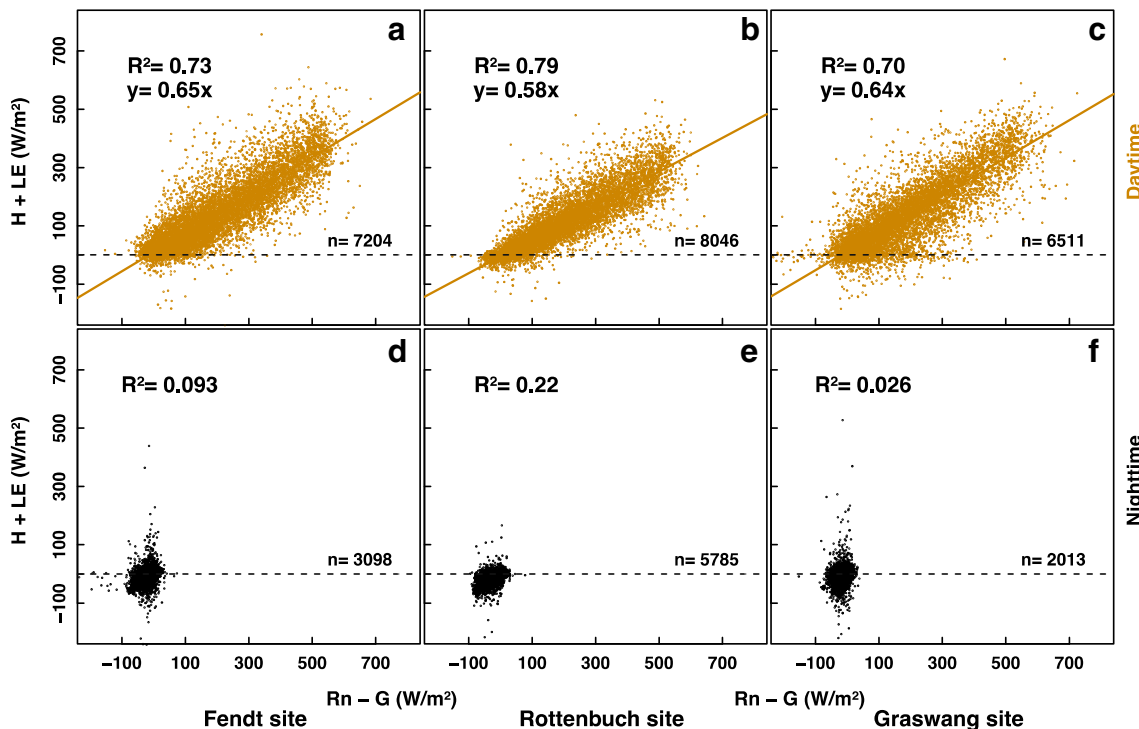 a
R²= 0.73
y= 0.65x
n= 7204
b
R²= 0.79
y= 0.58x
n= 8046
c
R²= 0.70
y= 0.64x
n= 6511
H + LE (W/m²)
700
500
300
100
−100
Daytime
d
R²= 0.093
n= 3098
e
R²= 0.22
n= 5785
f
R²= 0.026
n= 2013
H + LE (W/m²)
700
500
300
100
−100
Nighttime
−100 100 300 500 700
−100 100 300 500 700
−100 100 300 500 700
Rn − G (W/m²) Rn − G (W/m²)
Fendt site Rottenbuch site Graswang site